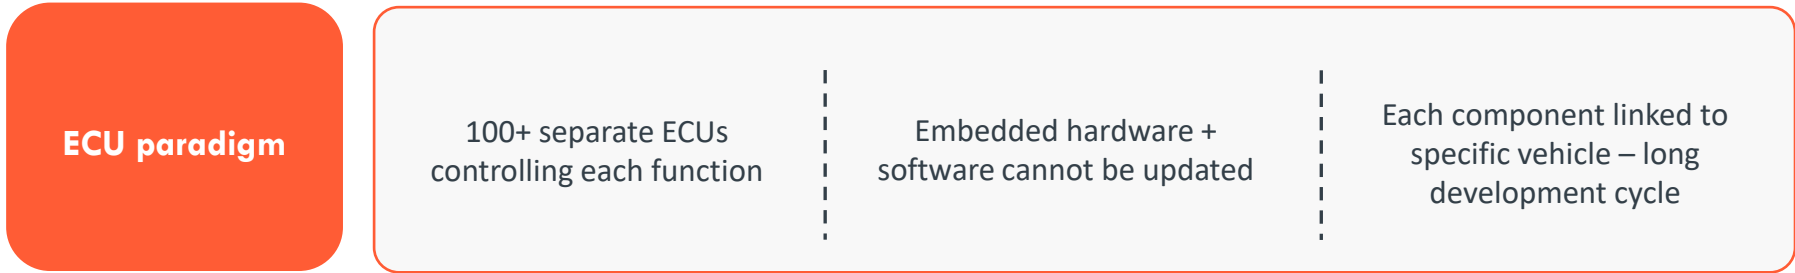 ECU paradigm
100+ separate ECUs
controlling each function
Embedded hardware +
software cannot be updated
Each component linked to
specific vehicle – long
development cycle